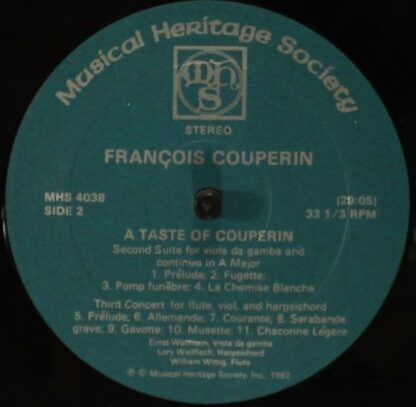 Musical Heritage Society
mhs
STEREO
FRANÇOIS COUPERIN
MHS 4038
SIDE 2
(29:05)
33 1/3 RPM
A TASTE OF COUPERIN
Second Suite for viola da gamba and
continuo in A Major
1. Prélude; 2. Fugette;
3. Pomp funèbre; 4. La Chemise Blanche
Third Concert for flute, viol, and harpsichord
5. Prélude; 6. Allemande; 7. Courante; 8. Sarabande
grave; 9. Gavotte; 10. Musette; 11. Chaconne Légere
Ernst Wallfisch, Viola da gamba
Lory Wallfisch, Harpsichord
William Wittig, Flute
℗ © Musical Heritage Society, Inc., 1982